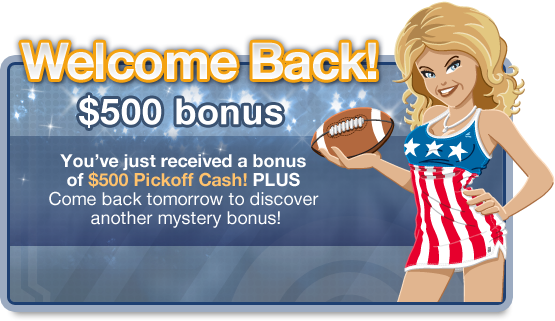 Welcome Back!
$500 bonus
You've just received a bonus
of $500 Pickoff Cash! PLUS
Come back tomorrow to discover
another mystery bonus!